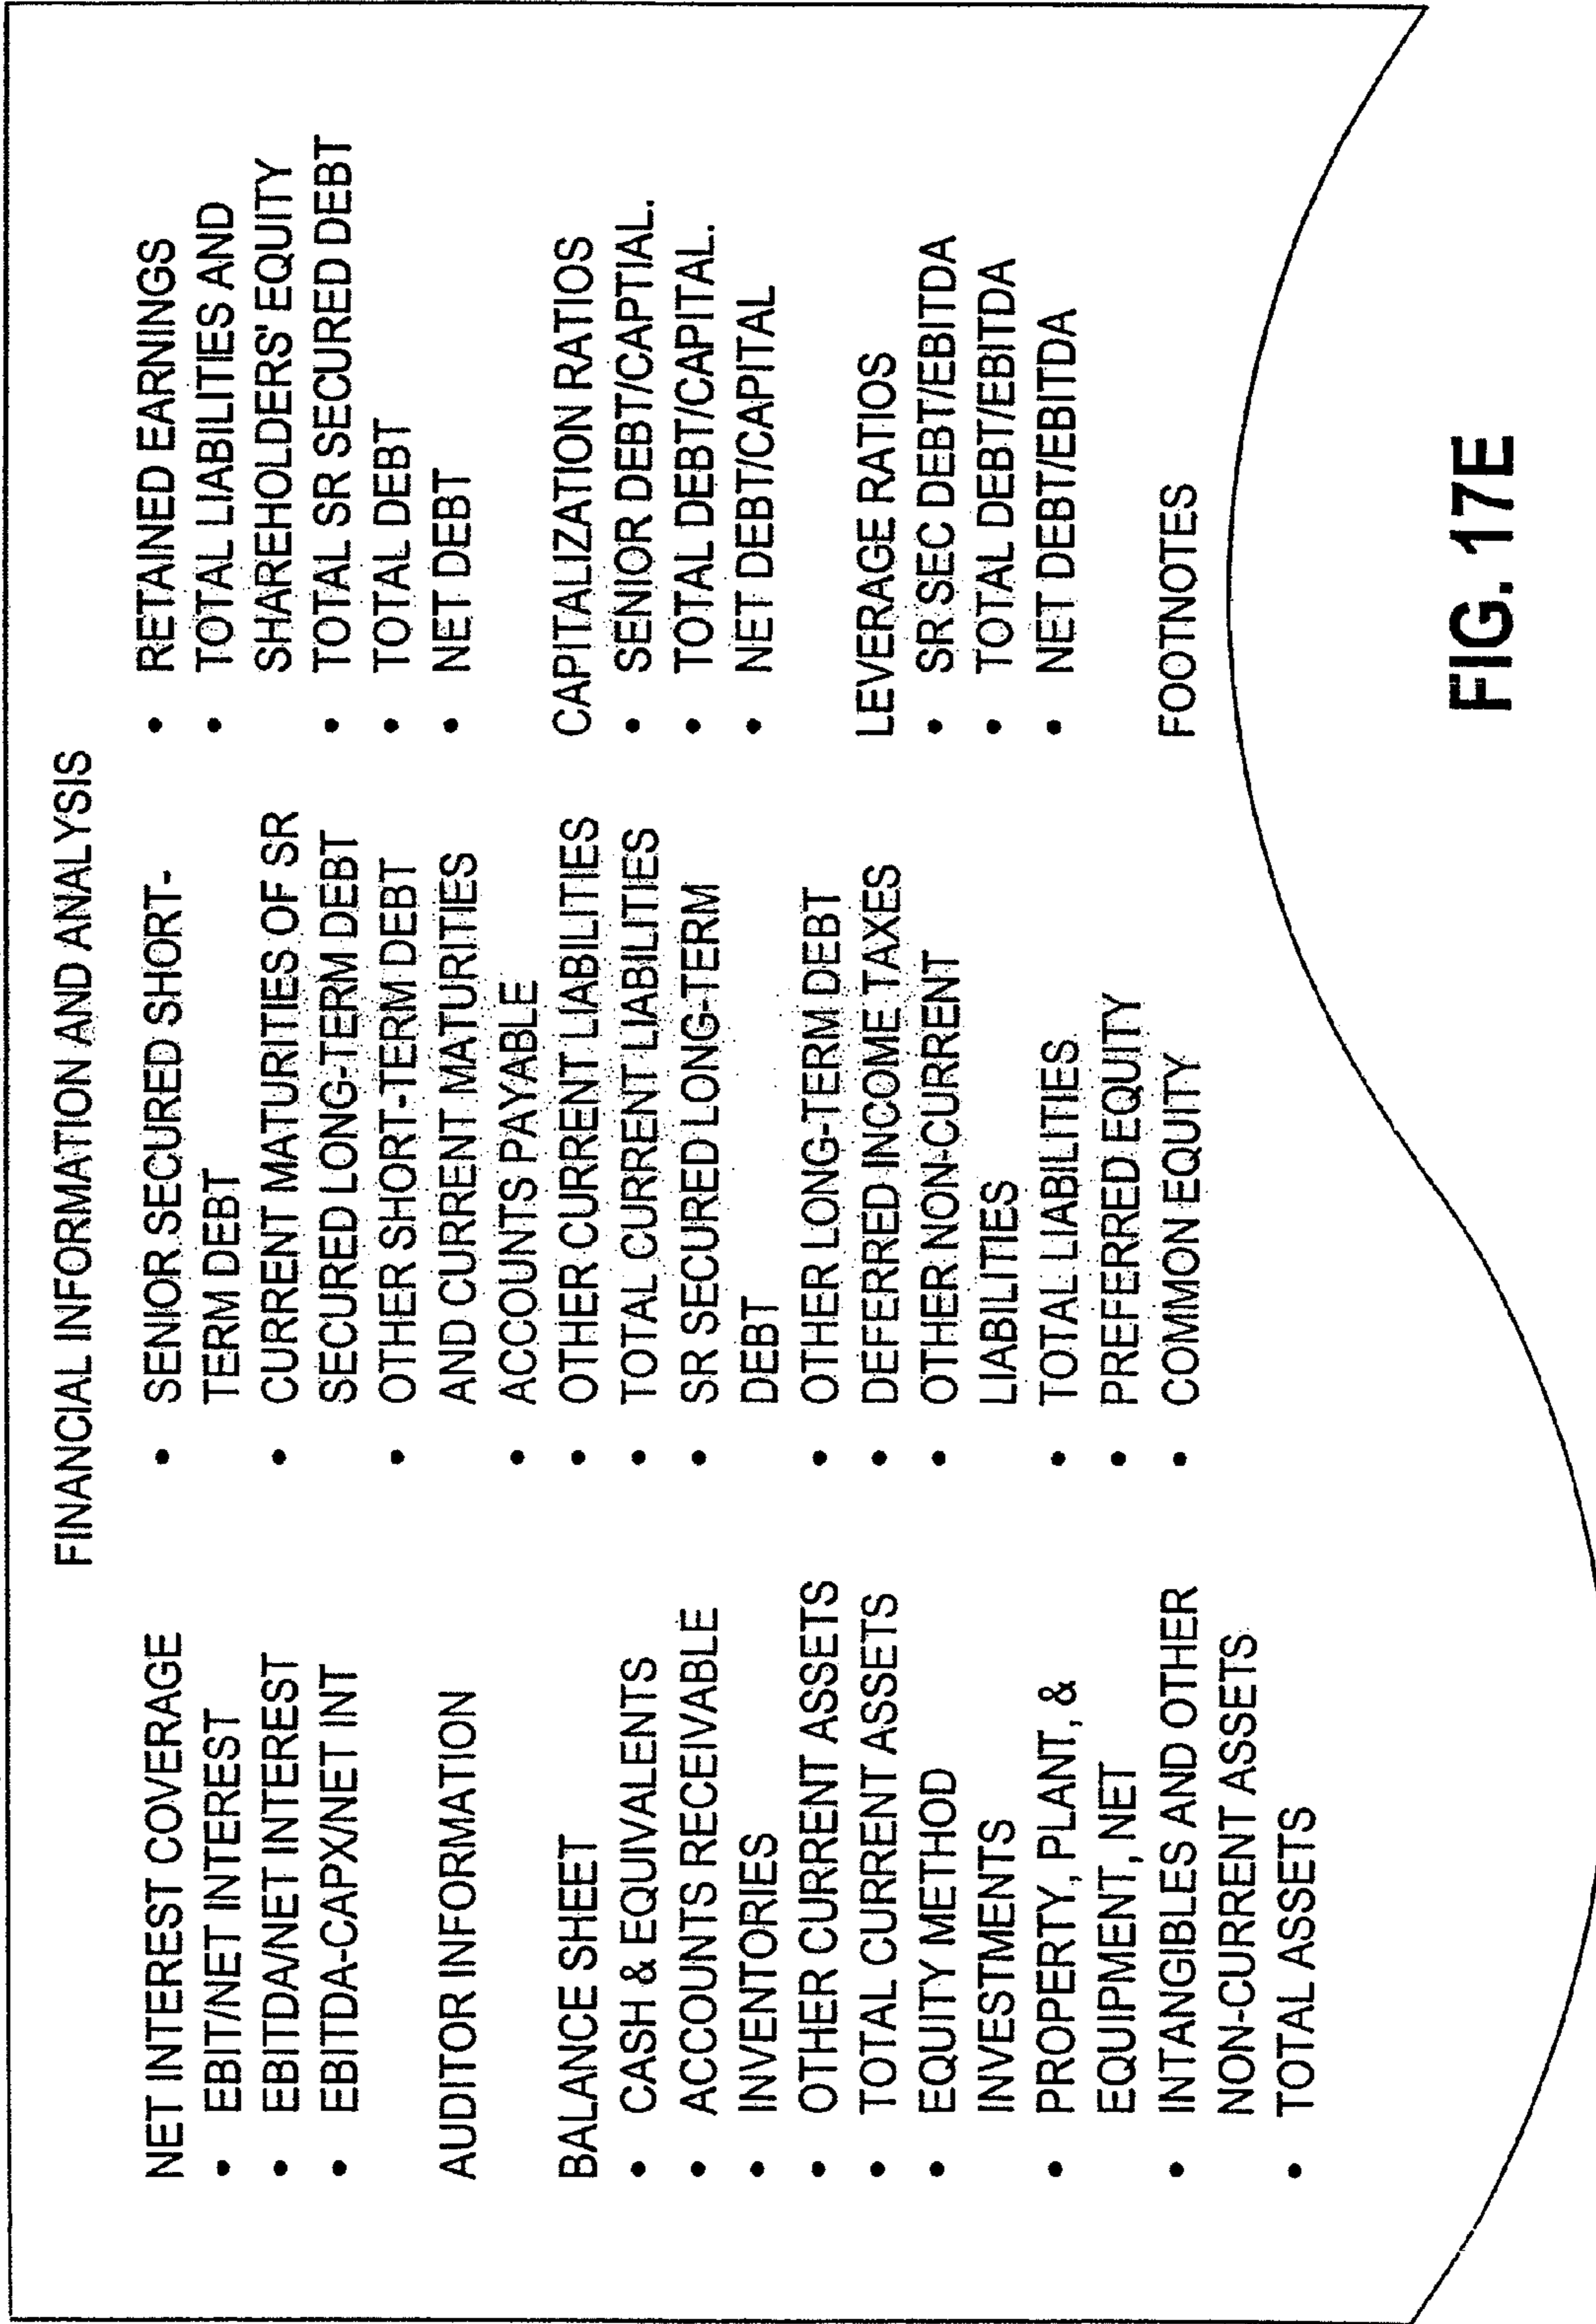 FINANCIAL INFORMATION AND ANALYSIS
NET INTEREST COVERAGE
• EBIT/NET INTEREST
• EBITDA/NET INTEREST
• EBITDA-CAPX/NET INT
AUDITOR INFORMATION
BALANCE SHEET
• CASH & EQUIVALENTS
• ACCOUNTS RECEIVABLE
• INVENTORIES
• OTHER CURRENT ASSETS
• TOTAL CURRENT ASSETS
• EQUITY METHOD
INVESTMENTS
• PROPERTY, PLANT, &
EQUIPMENT, NET
• INTANGIBLES AND OTHER
NON-CURRENT ASSETS
• TOTAL ASSETS
• SENIOR SECURED SHORT-
TERM DEBT
• CURRENT MATURITIES OF SR
SECURED LONG-TERM DEBT
• OTHER SHORT-TERM DEBT
AND CURRENT MATURITIES
• ACCOUNTS PAYABLE
• OTHER CURRENT LIABILITIES
• TOTAL CURRENT LIABILITIES
• SR SECURED LONG-TERM
DEBT
• OTHER LONG-TERM DEBT
• DEFERRED INCOME TAXES
• OTHER NON-CURRENT
LIABILITIES
• TOTAL LIABILITIES
• PREFERRED EQUITY
• COMMON EQUITY
• RETAINED EARNINGS
• TOTAL LIABILITIES AND
SHAREHOLDERS' EQUITY
• TOTAL SR SECURED DEBT
• TOTAL DEBT
• NET DEBT
CAPITALIZATION RATIOS
• SENIOR DEBT/CAPTIAL.
• TOTAL DEBT/CAPITAL.
• NET DEBT/CAPITAL
LEVERAGE RATIOS
• SR SEC DEBT/EBITDA
• TOTAL DEBT/EBITDA
• NET DEBT/EBITDA
FOOTNOTES
FIG. 17E